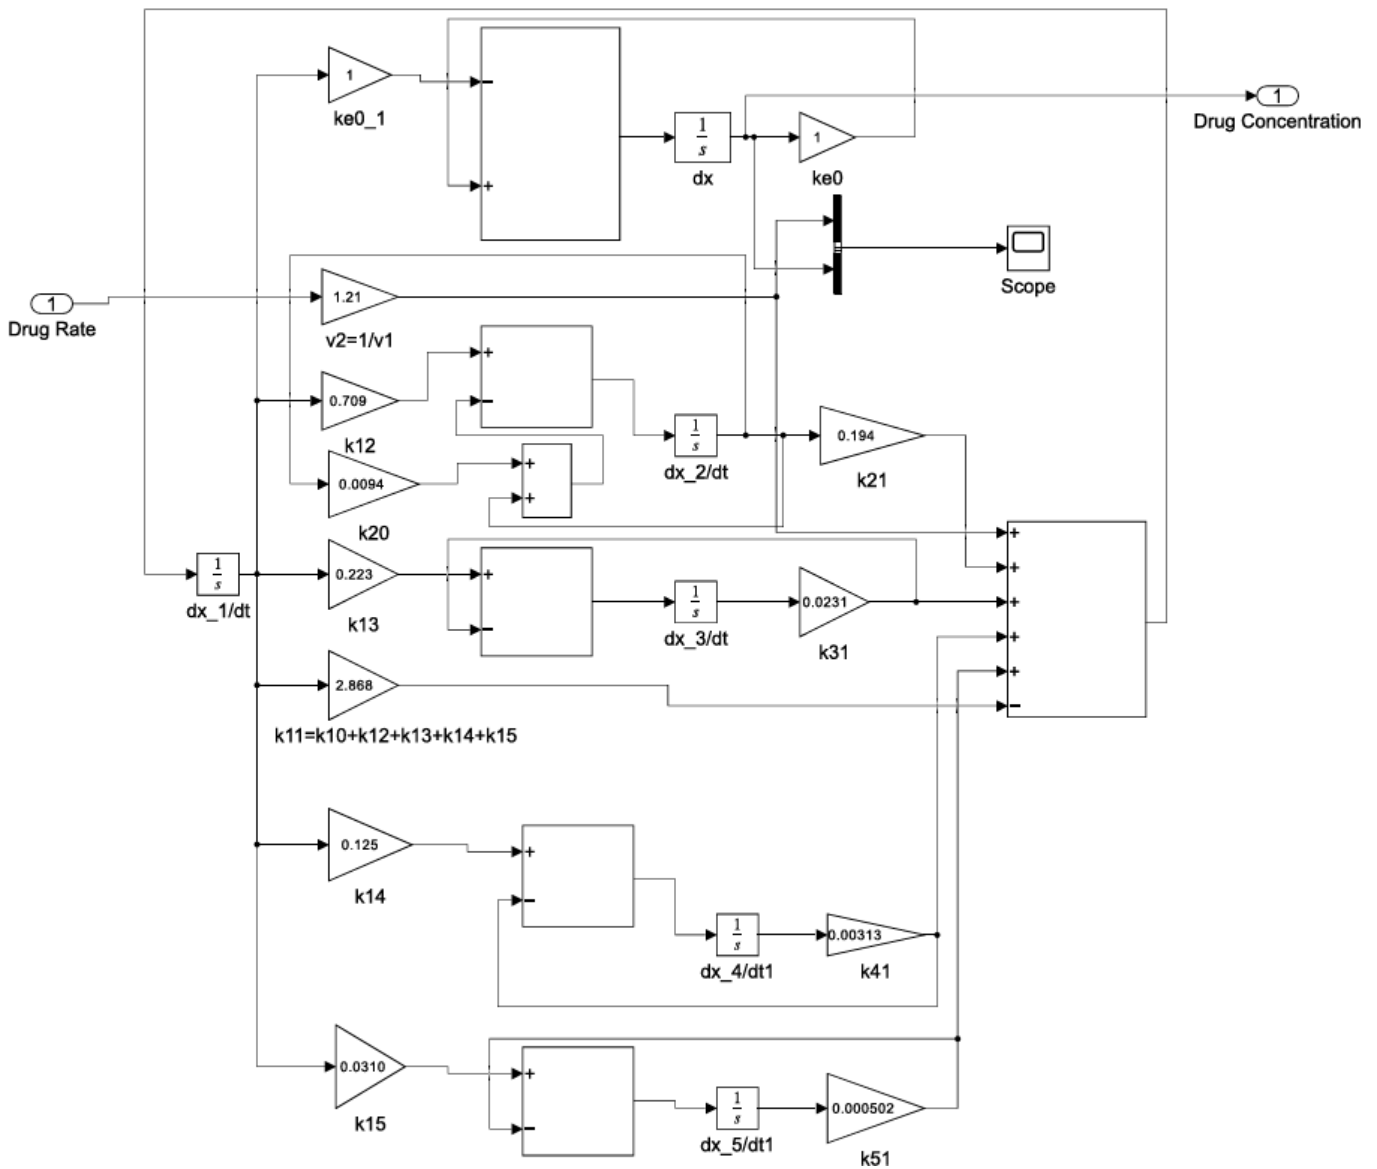 1
ke0_1
−
+
1
s
dx
1
ke0
1
Drug Concentration
Scope
1
Drug Rate
1.21
v2=1/v1
0.709
k12
+
−
1
s
dx_2/dt
0.194
k21
0.0094
k20
+
+
1
s
dx_1/dt
0.223
k13
+
−
1
s
dx_3/dt
0.0231
k31
+
+
+
+
+
−
2.868
k11=k10+k12+k13+k14+k15
0.125
k14
+
−
1
s
dx_4/dt1
0.00313
k41
0.0310
k15
+
−
1
s
dx_5/dt1
0.000502
k51